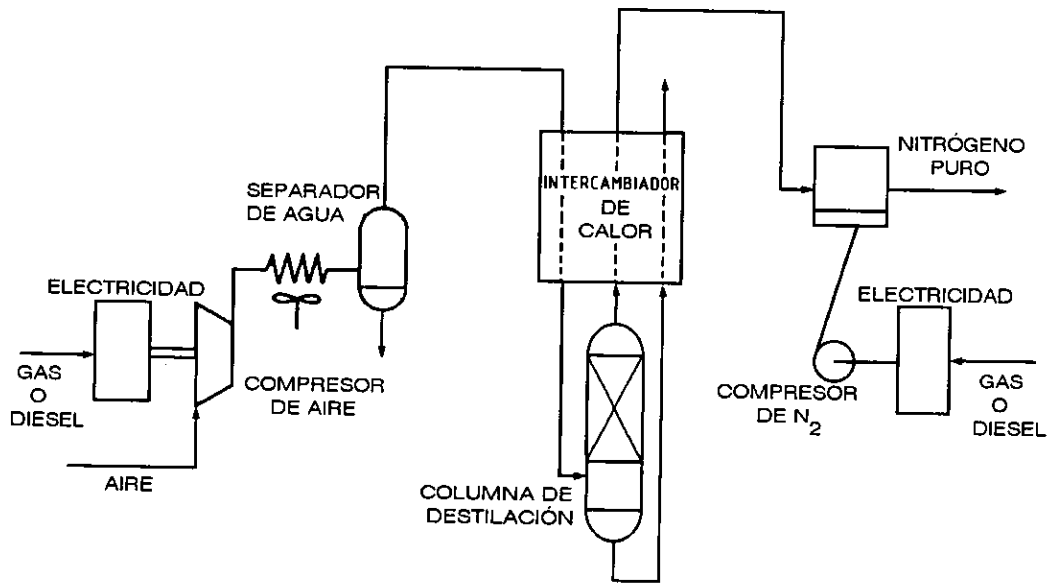 ELECTRICIDAD
GAS
O
DIESEL
AIRE
COMPRESOR
DE AIRE
SEPARADOR
DE AGUA
INTERCAMBIADOR
DE
CALOR
COLUMNA DE
DESTILACIÓN
NITRÓGENO
PURO
ELECTRICIDAD
COMPRESOR
DE N₂
GAS
O
DIESEL